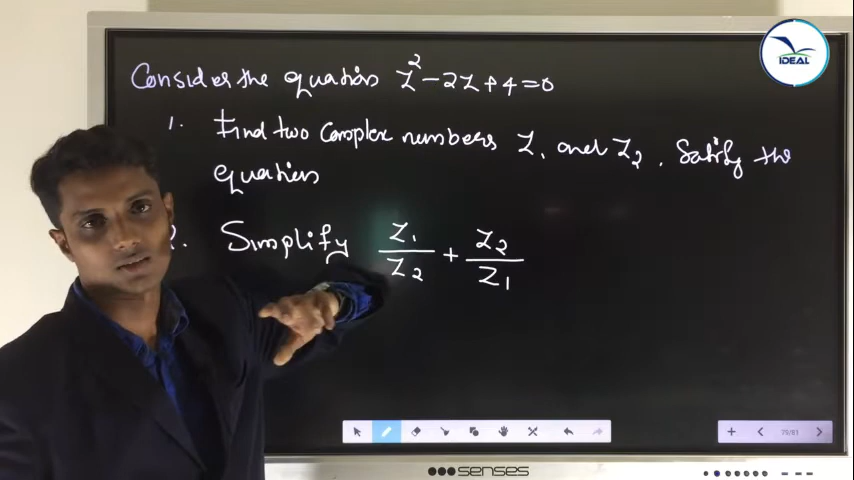 Consider the equation z² - 2z + 4 = 0
1. Find two complex numbers z₁ and z₂. Satisfy the
equation
2. Simplify z₁/z₂ + z₂/z₁
IDEAL
senses